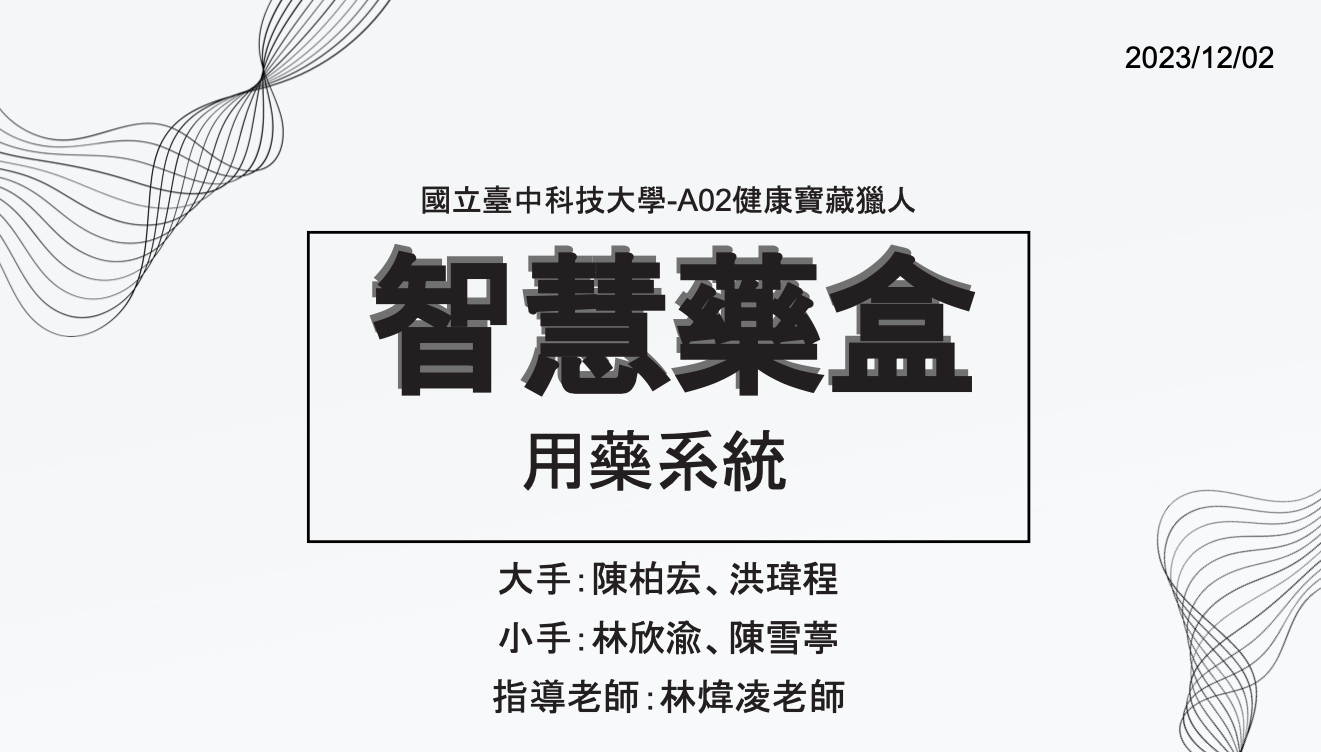 2023/12/02
國立臺中科技大學-A02健康寶藏獵人
智慧藥盒
用藥系統
大手:陳柏宏、洪瑋程
小手:林欣渝、陳雪葶
指導老師:林煒凌老師